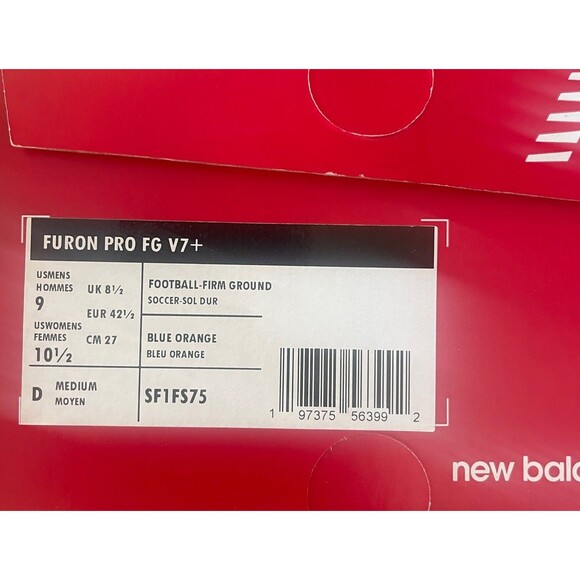 FURON PRO FG V7+
USMENS
HOMMES
9
UK 8½
EUR 42½
USWOMENS
FEMMES
10½
CM 27
FOOTBALL-FIRM GROUND
SOCCER-SOL DUR
BLUE ORANGE
BLEU ORANGE
D MEDIUM
MOYEN
SF1FS75
1 97375 56399 2
new bala